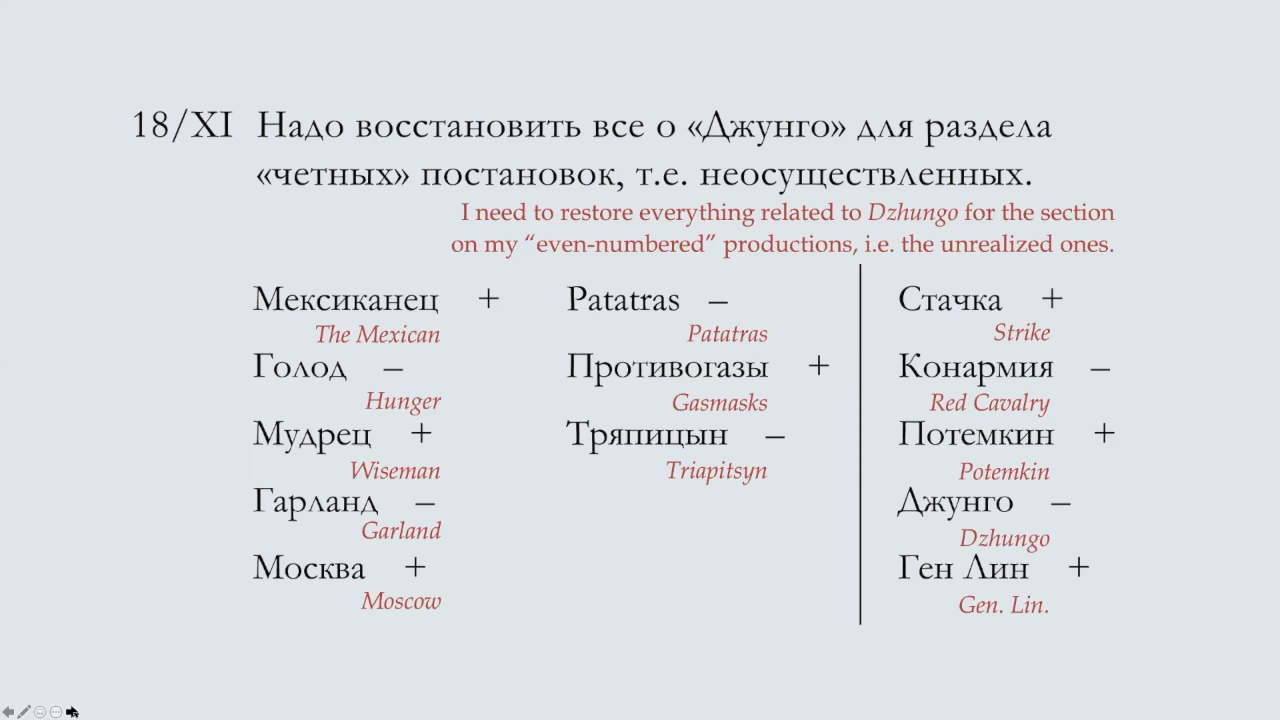 18/XI Надо восстановить все о «Джунго» для раздела
«четных» постановок, т.е. неосуществленных.
I need to restore everything related to Dzhungo for the section
on my “even-numbered” productions, i.e. the unrealized ones.
Мексиканец +
The Mexican
Голод –
Hunger
Мудрец +
Wiseman
Гарланд –
Garland
Москва +
Moscow
Patatras –
Patatras
Противогазы +
Gasmasks
Тряпицын –
Triapitsyn
Стачка +
Strike
Конармия –
Red Cavalry
Потемкин +
Potemkin
Джунго –
Dzhungo
Ген Лин +
Gen. Lin.